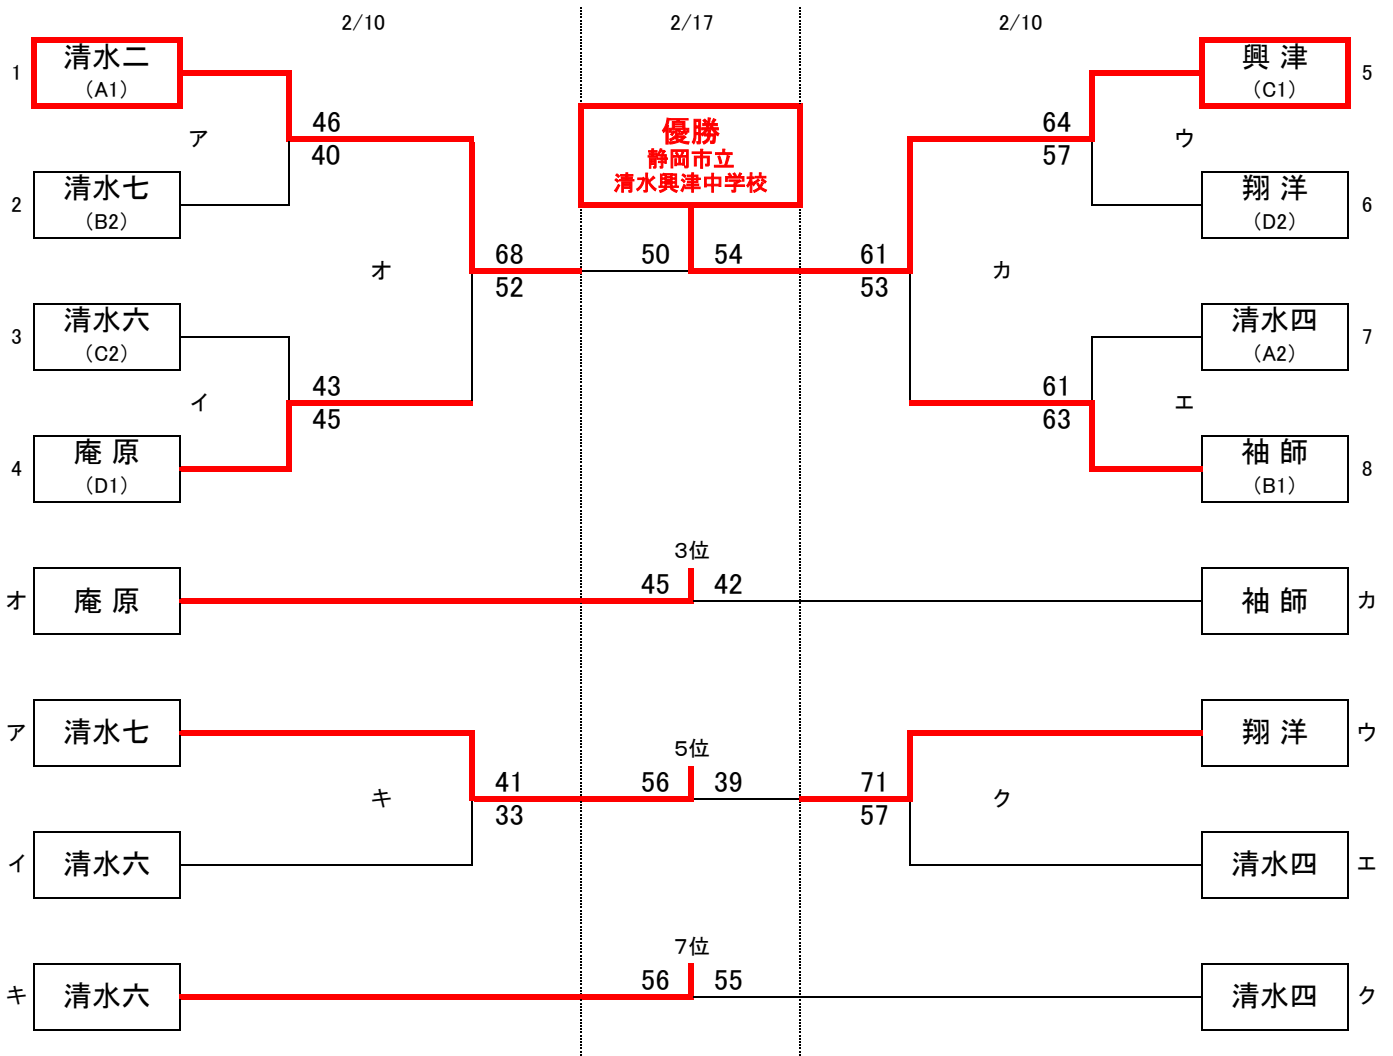 2/10
2/17
2/10
1
清水二
(A1)
興 津
(C1)
5
ア
46
40
優勝
静岡市立
清水興津中学校
64
57
ウ
2
清水七
(B2)
翔 洋
(D2)
6
オ
68
52
50
54
61
53
カ
3
清水六
(C2)
清水四
(A2)
7
イ
43
45
61
63
エ
4
庵 原
(D1)
袖 師
(B1)
8
3位
オ
庵 原
45
42
袖 師
カ
ア
清水七
翔 洋
ウ
5位
キ
41
33
56
39
71
57
ク
イ
清水六
清水四
エ
7位
キ
清水六
56
55
清水四
ク